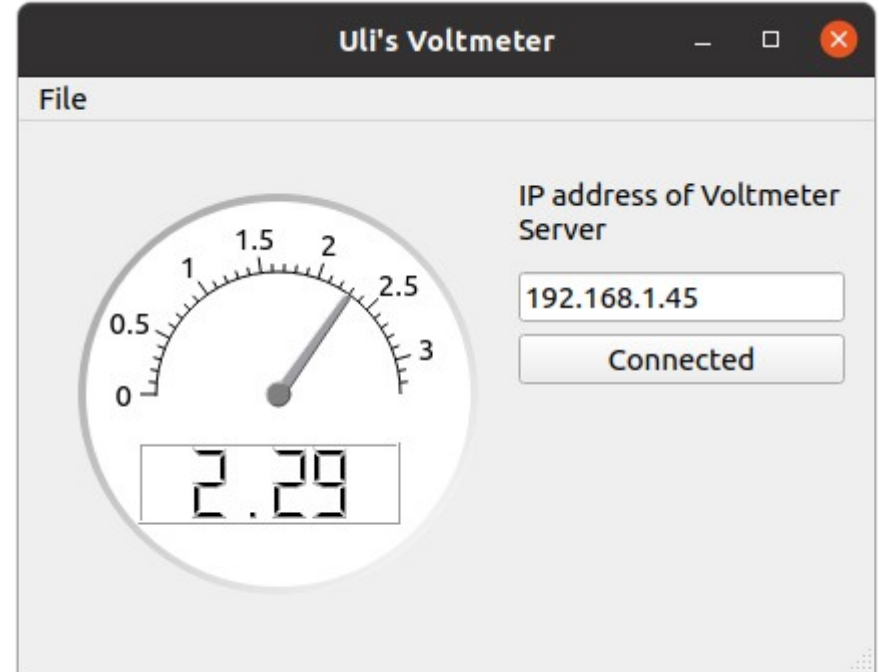 Uli's Voltmeter
File
0
0.5
1
1.5
2
2.5
3
2.29
IP address of Voltmeter
Server
192.168.1.45
Connected